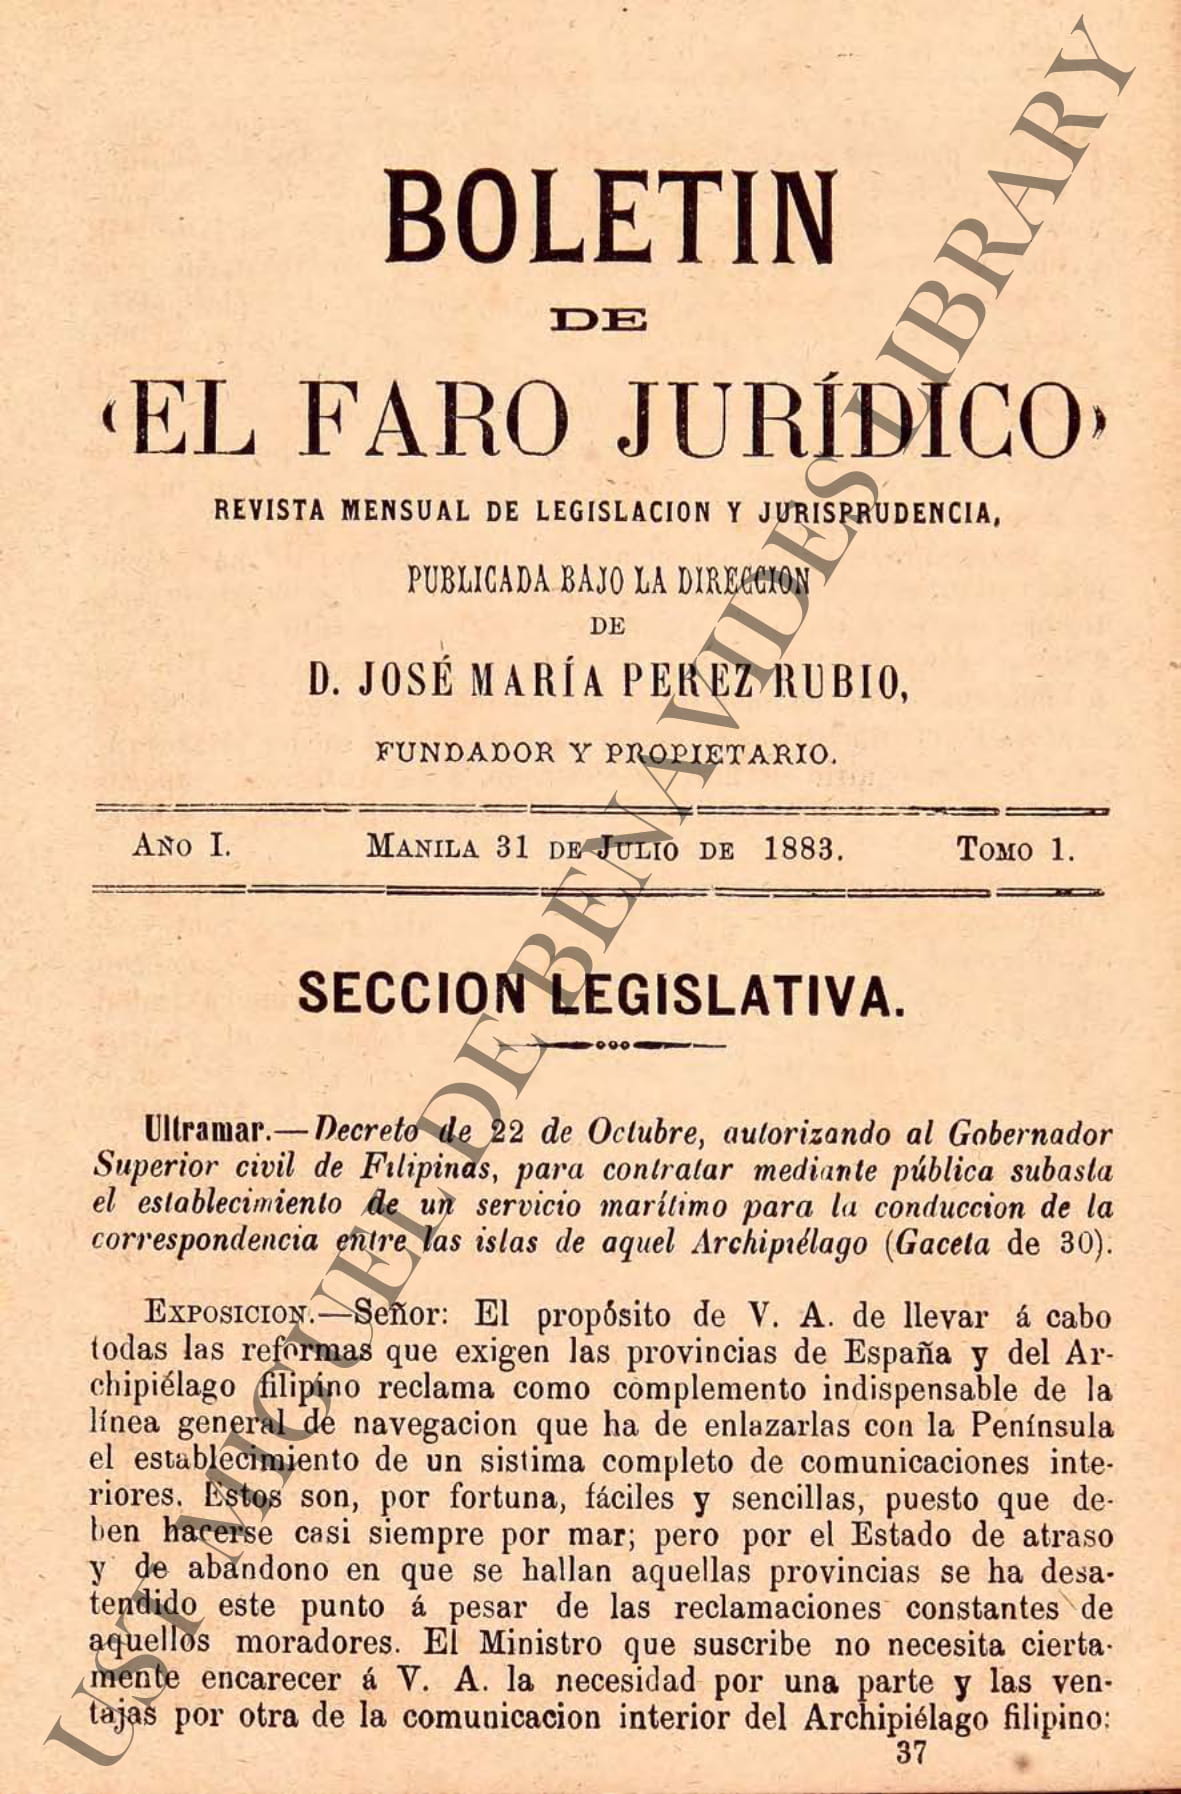 BOLETIN
DE
‹EL FARO JURÍDICO›
REVISTA MENSUAL DE LEGISLACION Y JURISPRUDENCIA,
PUBLICADA BAJO LA DIRECCION
DE
D. JOSÉ MARÍA PEREZ RUBIO,
FUNDADOR Y PROPIETARIO.
AÑO I. MANILA 31 DE JULIO DE 1883. TOMO 1.
SECCION LEGISLATIVA.
Ultramar.—Decreto de 22 de Octubre, autorizando al Gobernador
Superior civil de Filipinas, para contratar mediante pública subasta
el establecimiento de un servicio marítimo para la conduccion de la
correspondencia entre las islas de aquel Archipiélago (Gaceta de 30).
EXPOSICION.—Señor: El propósito de V. A. de llevar á cabo
todas las reformas que exigen las provincias de España y del Ar-
chipiélago filipino reclama como complemento indispensable de la
línea general de navegacion que ha de enlazarlas con la Península
el establecimiento de un sistima completo de comunicaciones inte-
riores. Estos son, por fortuna, fáciles y sencillas, puesto que de-
ben hacerse casi siempre por mar; pero por el Estado de atraso
y de abandono en que se hallan aquellas provincias se ha desa-
tendido este punto á pesar de las reclamaciones constantes de
aquellos moradores. El Ministro que suscribe no necesita cierta-
mente encarecer á V. A. la necesidad por una parte y las ven-
tajas por otra de la comunicacion interior del Archipiélago filipino:
37
UST MIGUEL DE BENAVIDES LIBRARY